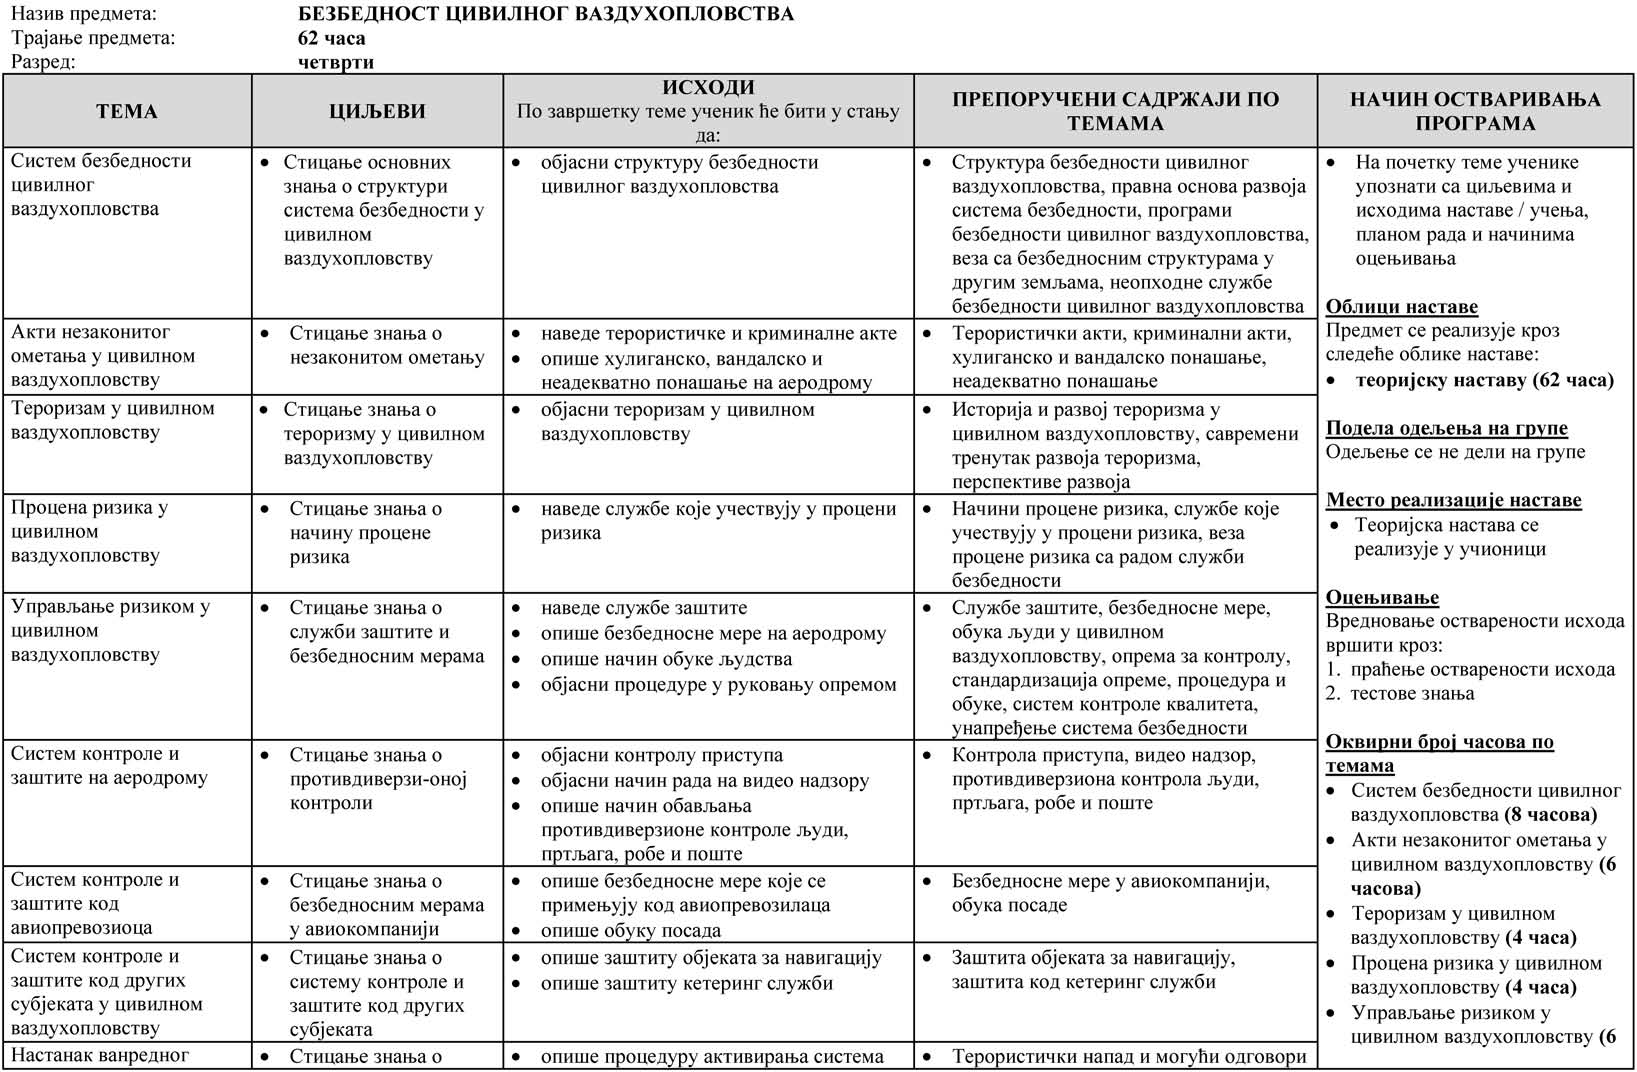 Назив предмета: БЕЗБЕДНОСТ ЦИВИЛНОГ ВАЗДУХОПЛОВСТВА
Трајање предмета: 62 часа
Разред: четврти
ТЕМА
ЦИЉЕВИ
ИСХОДИ
По завршетку теме ученик ће бити у стању
да:
ПРЕПОРУЧЕНИ САДРЖАЈИ ПО
ТЕМАМА
НАЧИН ОСТВАРИВАЊА
ПРОГРАМА
Систем безбедности
цивилног
ваздухопловства
• Стицање основних
знања о структури
система безбедности у
цивилном
ваздухопловству
• објасни структуру безбедности
цивилног ваздухопловства
• Структура безбедности цивилног
ваздухопловства, правна основа развоја
система безбедности, програми
безбедности цивилног ваздухопловства,
веза са безбедносним структурама у
другим земљама, неопходне службе
безбедности цивилног ваздухопловства
Акти незаконитог
ометања у цивилном
ваздухопловству
• Стицање знања о
незаконитом ометању
• наведе терористичке и криминалне акте
• опише хулиганско, вандалско и
неадекватно понашање на аеродрому
• Терористички акти, криминални акти,
хулиганско и вандалско понашање,
неадекватно понашање
Тероризам у цивилном
ваздухопловству
• Стицање знања о
тероризму у цивилном
ваздухопловству
• објасни тероризам у цивилном
ваздухопловству
• Историја и развој тероризма у
цивилном ваздухопловству, савремени
тренутак развоја тероризма,
перспективе развоја
Процена ризика у
цивилном
ваздухопловству
• Стицање знања о
начину процене
ризика
• наведе службе које учествују у процени
ризика
• Начини процене ризика, службе које
учествују у процени ризика, веза
процене ризика са радом служби
безбедности
Управљање ризиком у
цивилном
ваздухопловству
• Стицање знања о
служби заштите и
безбедносним мерама
• наведе службе заштите
• опише безбедносне мере на аеродрому
• опише начин обуке људства
• објасни процедуре у руковању опремом
• Службе заштите, безбедносне мере,
обука људи у цивилном
ваздухопловству, опрема за контролу,
стандардизација опреме, процедура и
обуке, систем контроле квалитета,
унапређење система безбедности
Систем контроле и
заштите на аеродрому
• Стицање знања о
противдиверзи-оној
контроли
• објасни контролу приступа
• објасни начин рада на видео надзору
• опише начин обављања
противдиверзионе контроле људи,
пртљага, робе и поште
• Контрола приступа, видео надзор,
противдиверзиона контрола људи,
пртљага, робе и поште
Систем контроле и
заштите код
авиопревозиоца
• Стицање знања о
безбедносним мерама
у авиокомпанији
• опише безбедносне мере које се
примењују код авиопревозилаца
• опише обуку посада
• Безбедносне мере у авиокомпанији,
обука посаде
Систем контроле и
заштите код других
субјеката у цивилном
ваздухопловству
• Стицање знања о
систему контроле и
заштите код других
субјеката
• опише заштиту објеката за навигацију
• опише заштиту кетеринг служби
• Заштита објеката за навигацију,
заштита код кетеринг служби
Настанак ванредног
• Стицање знања о
• опише процедуру активирања система
• Терористички напад и могући одговори
• На почетку теме ученике
упознати са циљевима и
исходима наставе / учења,
планом рада и начинима
оцењивања
Облици наставе
Предмет се реализује кроз
следеће облике наставе:
• теоријску наставу (62 часа)
Подела одељења на групе
Одељење се не дели на групе
Место реализације наставе
• Теоријска настава се
реализује у учионици
Оцењивање
Вредновање остварености исхода
вршити кроз:
1. праћење остварености исхода
2. тестове знања
Оквирни број часова по
темама
• Систем безбедности цивилног
ваздухопловства (8 часова)
• Акти незаконитог ометања у
цивилном ваздухопловству (6
часова)
• Тероризам у цивилном
ваздухопловству (4 часа)
• Процена ризика у цивилном
ваздухопловству (4 часа)
• Управљање ризиком у
цивилном ваздухопловству (6